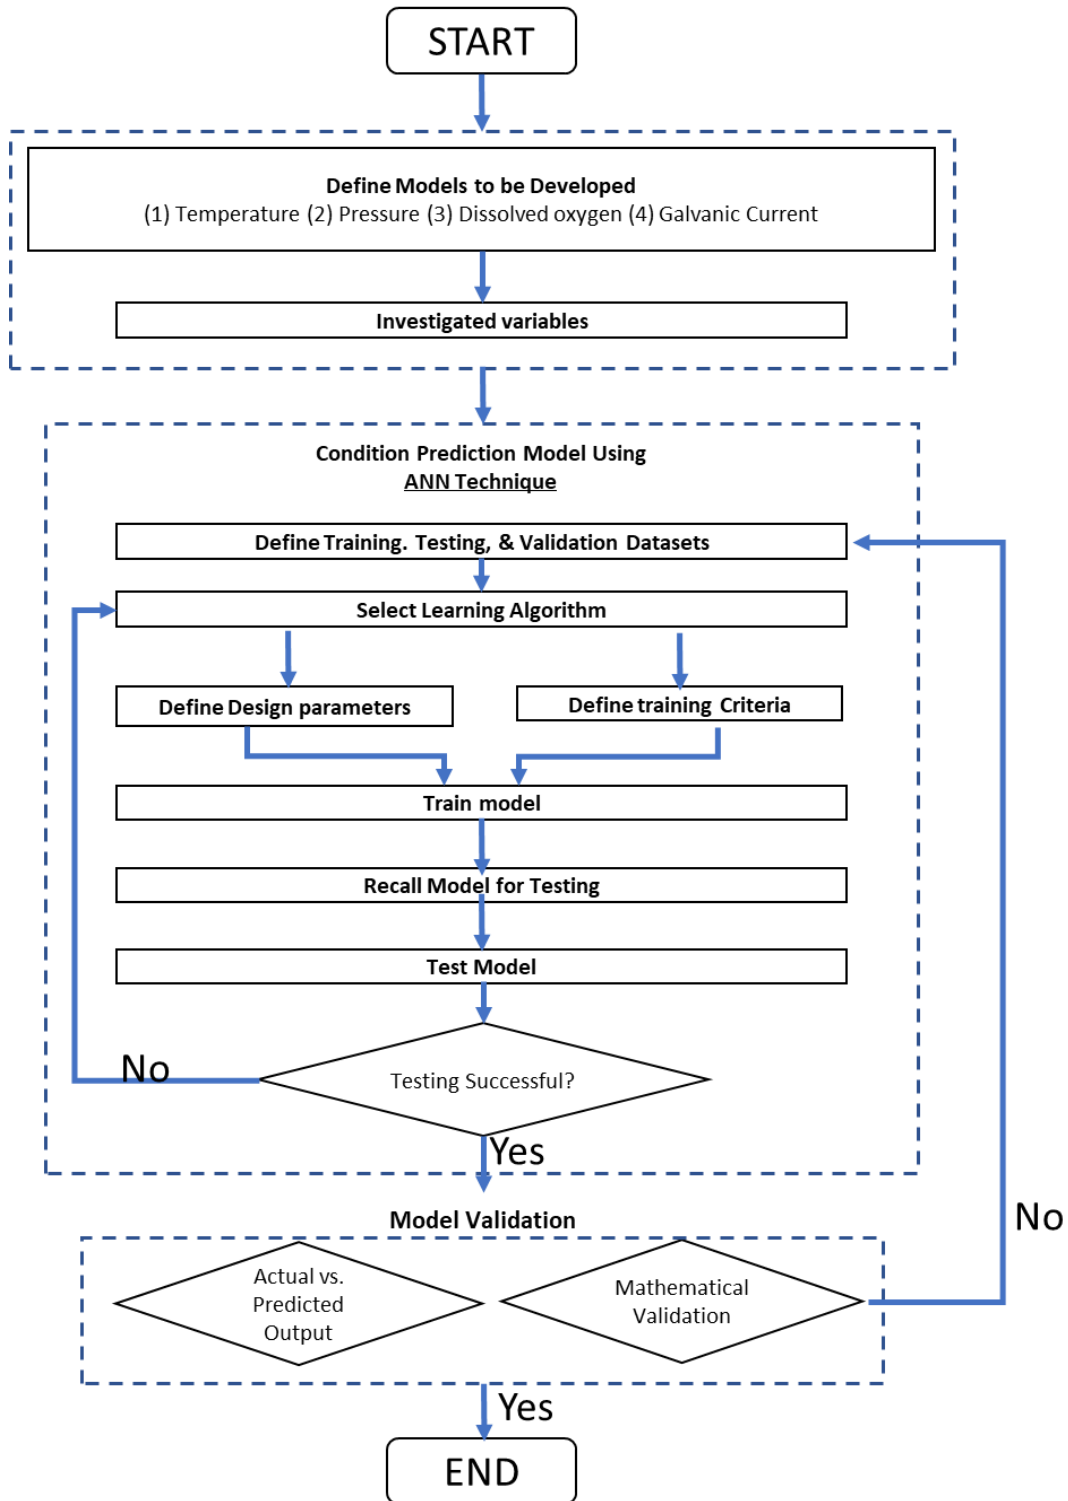 START
Define Models to be Developed
(1) Temperature (2) Pressure (3) Dissolved oxygen (4) Galvanic Current
Investigated variables
Condition Prediction Model Using
ANN Technique
Define Training. Testing, & Validation Datasets
Select Learning Algorithm
Define Design parameters
Define training Criteria
Train model
Recall Model for Testing
Test Model
Testing Successful?
No
Yes
Model Validation
Actual vs.
Predicted
Output
Mathematical
Validation
No
Yes
END